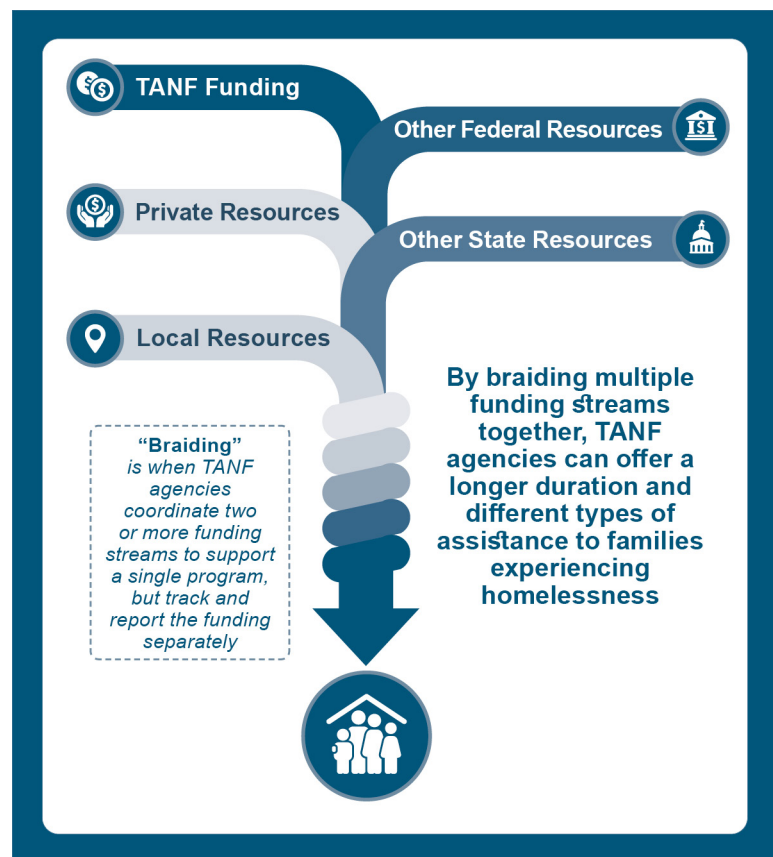 TANF Funding
Other Federal Resources
Private Resources
Other State Resources
Local Resources
By braiding multiple
funding streams
together, TANF
agencies can offer a
longer duration and
different types of
assistance to families
experiencing
homelessness
“Braiding”
is when TANF
agencies
coordinate two
or more funding
streams to support
a single program,
but track and
report the funding
separately